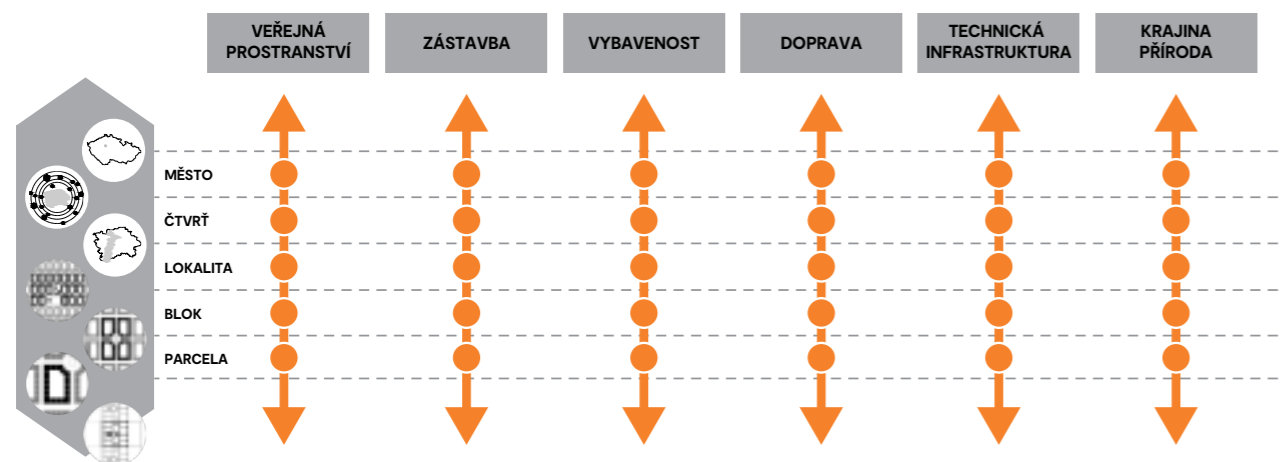 VEŘEJNÁ
PROSTRANSTVÍ
ZÁSTAVBA
VYBAVENOST
DOPRAVA
TECHNICKÁ
INFRASTRUKTURA
KRAJINA
PŘÍRODA
MĚSTO
ČTVRŤ
LOKALITA
BLOK
PARCELA